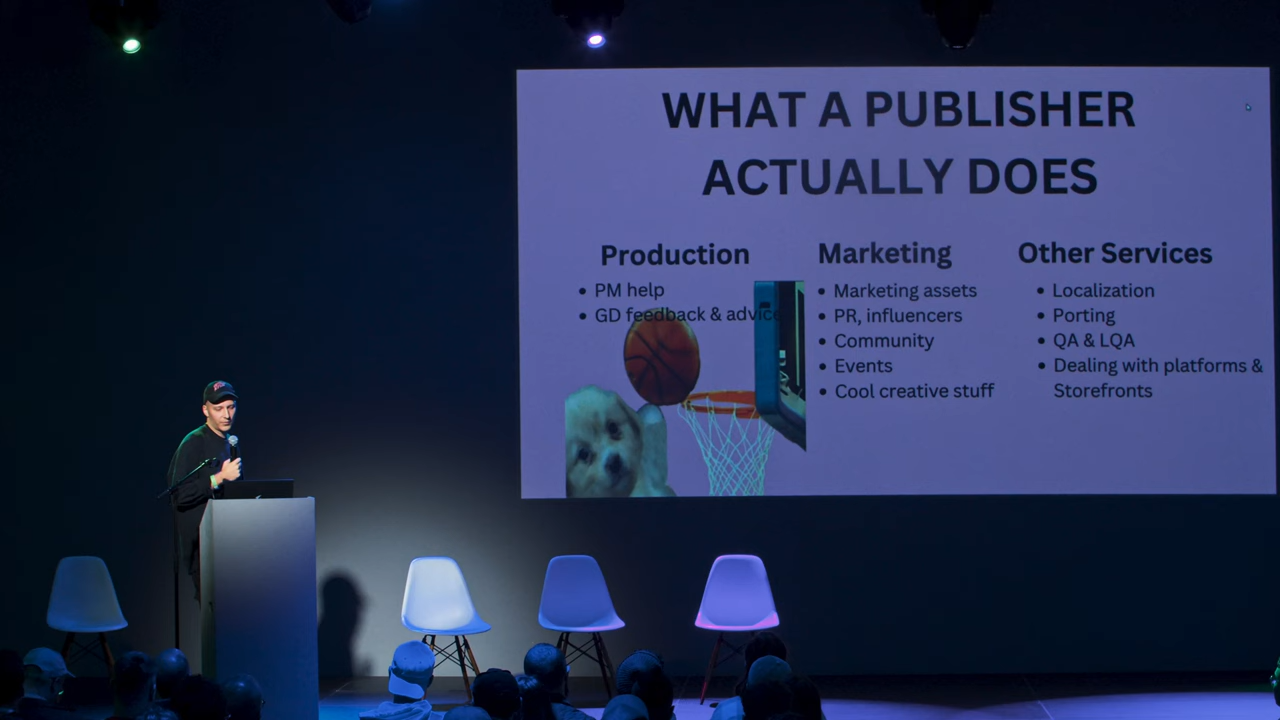 WHAT A PUBLISHER
ACTUALLY DOES
Production
PM help
GD feedback & advice
Marketing
Marketing assets
PR, influencers
Community
Events
Cool creative stuff
Other Services
Localization
Porting
QA & LQA
Dealing with platforms &
Storefronts